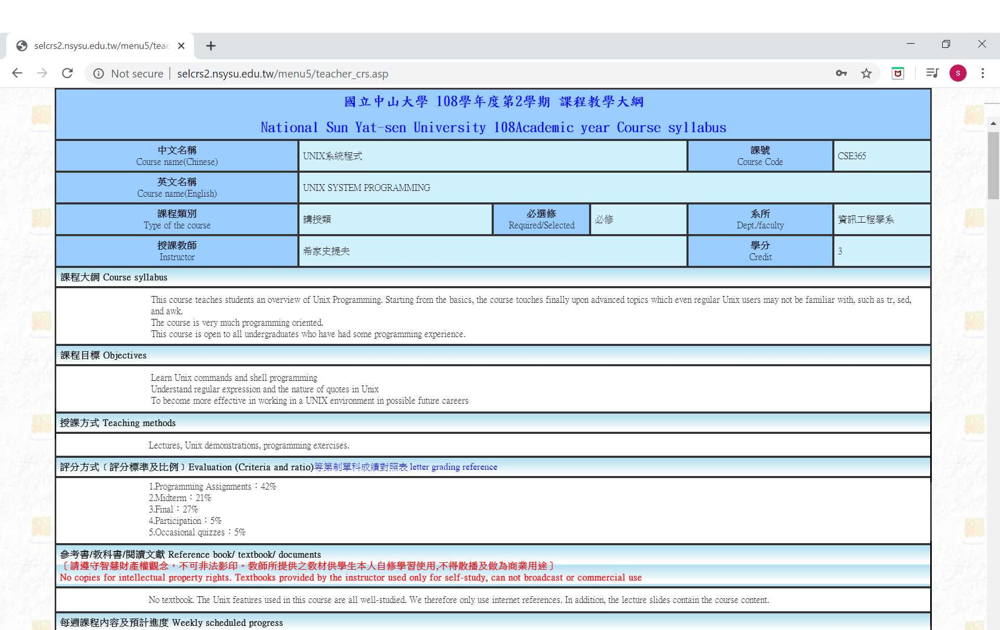 selcrs2.nsysu.edu.tw/menu5/teac
Not secure | selcrs2.nsysu.edu.tw/menu5/teacher_crs.asp
S
國立中山大學 108學年度第2學期 課程教學大綱
National Sun Yat-sen University 108Academic year Course syllabus
中文名稱
Course name(Chinese)
UNIX系統程式
課號
Course Code
CSE365
英文名稱
Course name(English)
UNIX SYSTEM PROGRAMMING
課程類別
Type of the course
講授類
必選修
Required/Selected
必修
系所
Dept./faculty
資訊工程學系
授課教師
Instructor
希家史提夫
學分
Credit
3
課程大綱 Course syllabus
This course teaches students an overview of Unix Programming. Starting from the basics, the course touches finally upon advanced topics which even regular Unix users may not be familiar with, such as tr, sed,
and awk.
The course is very much programming oriented.
This course is open to all undergraduates who have had some programming experience.
課程目標 Objectives
Learn Unix commands and shell programming
Understand regular expression and the nature of quotes in Unix
To become more effective in working in a UNIX environment in possible future careers
授課方式 Teaching methods
Lectures, Unix demonstrations, programming exercises.
評分方式﹝評分標準及比例﹞Evaluation (Criteria and ratio)等第制單科成績對照表 letter grading reference
1.Programming Assignments：42%
2.Midterm：21%
3.Final：27%
4.Participation：5%
5.Occasional quizzes：5%
參考書/教科書/閱讀文獻 Reference book/ textbook/ documents
﹝請遵守智慧財產權觀念，不可非法影印。教師所提供之教材供學生本人自修學習使用,不得散播及做為商業用途﹞
No copies for intellectual property rights. Textbooks provided by the instructor used only for self-study, can not broadcast or commercial use
No textbook. The Unix features used in this course are all well-studied. We therefore only use internet references. In addition, the lecture slides contain the course content.
每週課程內容及預計進度 Weekly scheduled progress